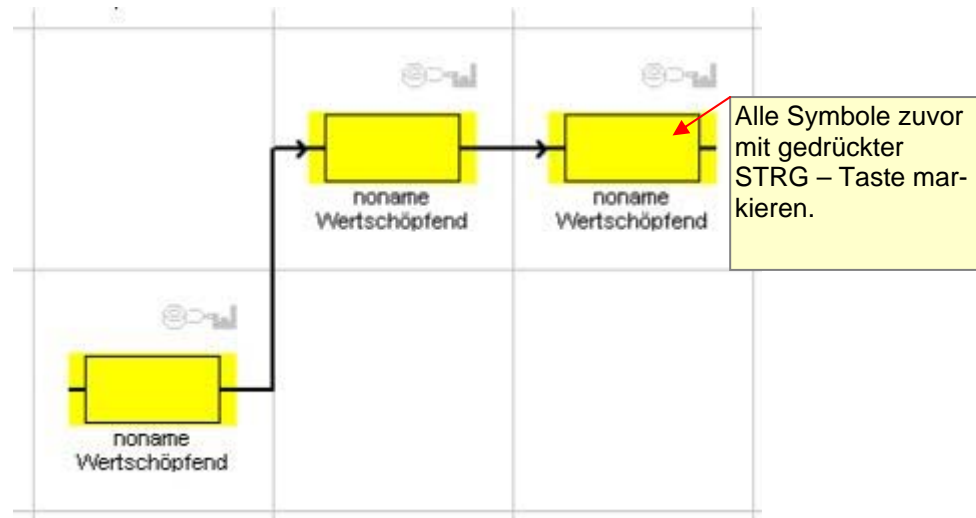 Alle Symbole zuvor
mit gedrückter
STRG – Taste mar-
kieren.
noname
Wertschöpfend
noname
Wertschöpfend
noname
Wertschöpfend